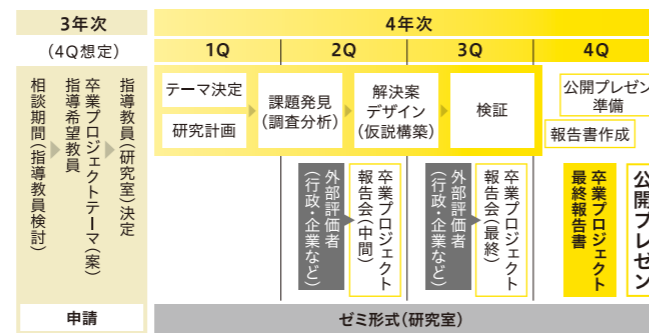 3年次
4年次
(4Q想定)
1Q
2Q
3Q
4Q
相談期間(指導教員検討)
指導希望教員
卒業プロジェクトテーマ(案)
指導教員(研究室)決定
テーマ決定
研究計画
課題発見
(調査分析)
解決案
デザイン
(仮説構築)
検証
公開プレゼン
準備
報告書作成
外部評価者
(行政・企業など)
卒業プロジェクト
報告会(中間)
外部評価者
(行政・企業など)
卒業プロジェクト
報告会(最終)
卒業プロジェクト
最終報告書
公開プレゼン
申請
ゼミ形式(研究室)